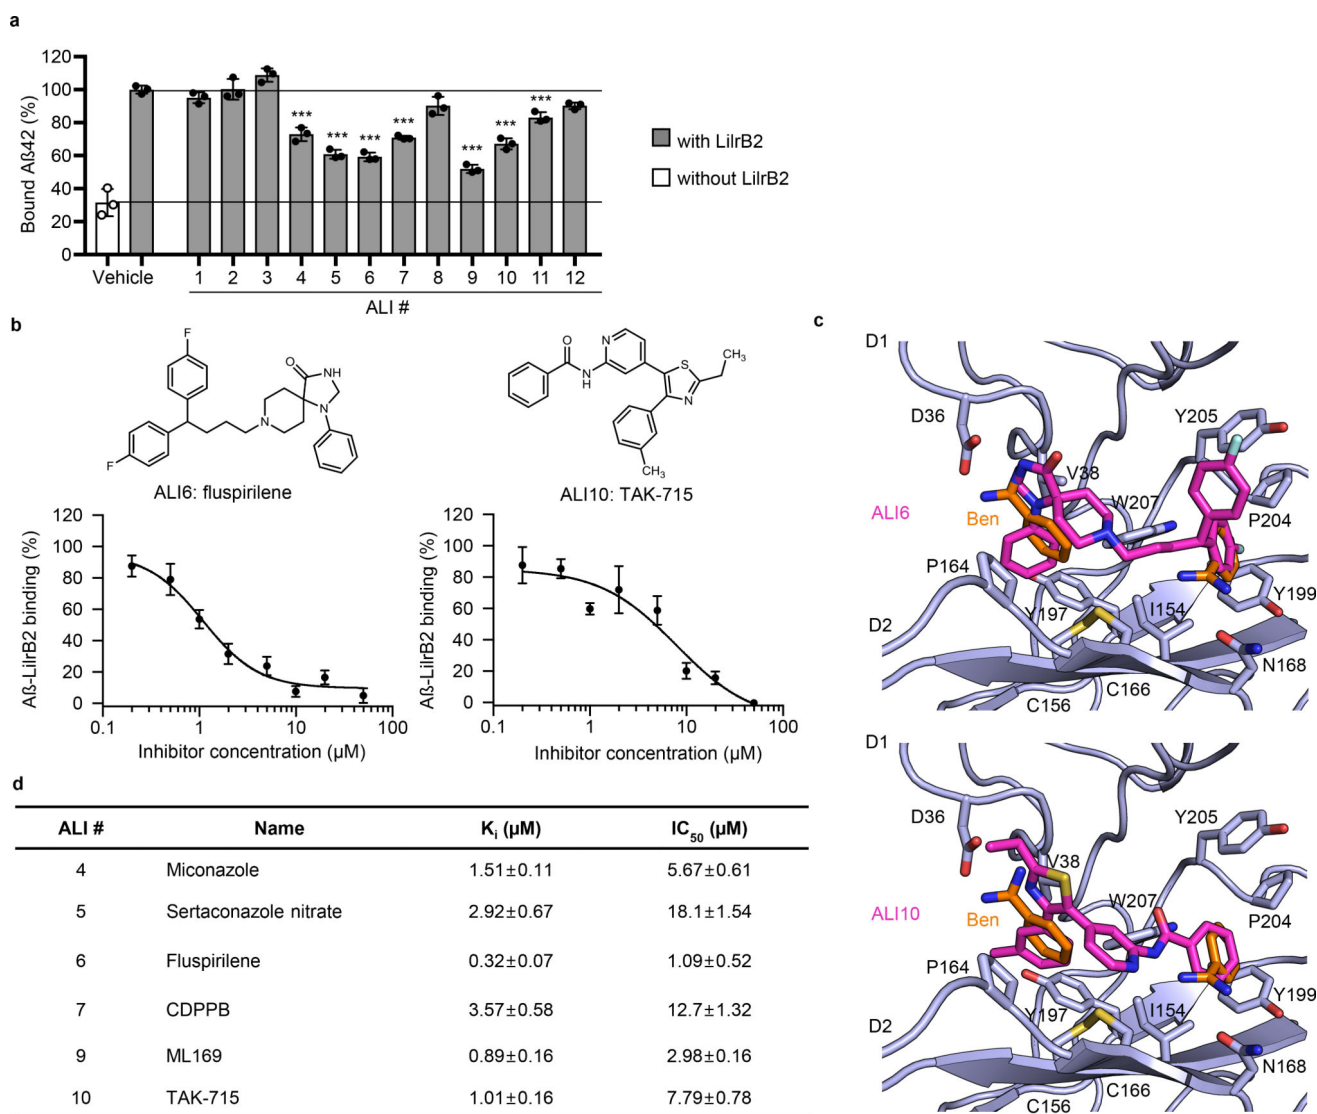 a
Bound Aß42 (%)
120
100
80
60
40
20
0
*** *** *** *** *** *** ***
Vehicle 1 2 3 4 5 6 7 8 9 10 11 12
ALI #
with LilrB2
without LilrB2
b
F
F
O
NH
N
N
ALI6: fluspirilene
O
N
H
N
S
N
CH3
CH3
ALI10: TAK-715
Aß-LilrB2 binding (%)
120
100
80
60
40
20
0
0.1 1 10 100
Inhibitor concentration (µM)
Aß-LilrB2 binding (%)
120
100
80
60
40
20
0
0.1 1 10 100
Inhibitor concentration (µM)
c
D1
D36
Y205
V38
ALI6
Ben
W207
P204
P164
Y197
I154
Y199
D2
N168
C166
C156
D1
D36
Y205
V38
W207
ALI10
Ben
P204
P164
Y197
I154
Y199
D2
N168
C166
C156
d
ALI # Name Ki (µM) IC50 (µM)
4 Miconazole 1.51±0.11 5.67±0.61
5 Sertaconazole nitrate 2.92±0.67 18.1±1.54
6 Fluspirilene 0.32±0.07 1.09±0.52
7 CDPPB 3.57±0.58 12.7±1.32
9 ML169 0.89±0.16 2.98±0.16
10 TAK-715 1.01±0.16 7.79±0.78